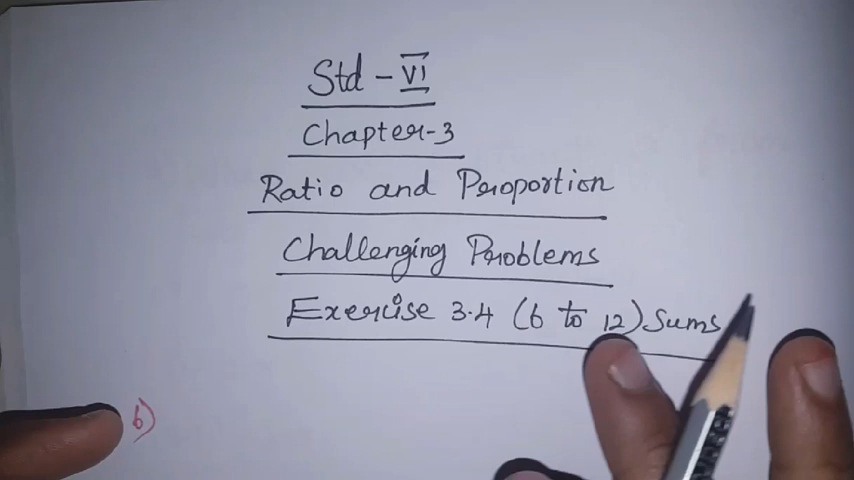 Std - VI
Chapter-3
Ratio and Proportion
Challenging Problems
Exercise 3.4 (6 to 12) Sums
6)